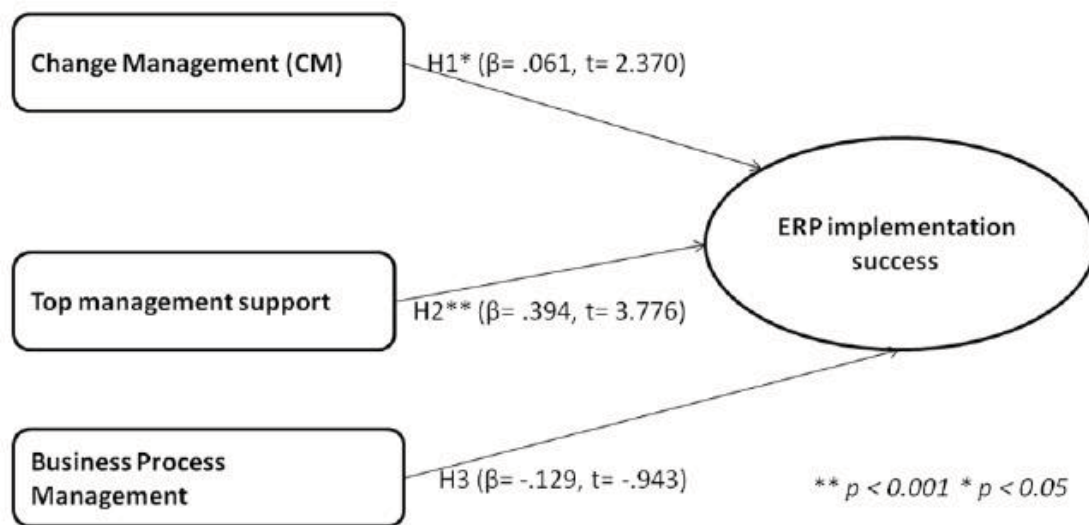 Change Management (CM)
H1* (β= .061, t= 2.370)
ERP implementation
success
Top management support
H2** (β= .394, t= 3.776)
Business Process
Management
H3 (β= -.129, t= -.943)
** p < 0.001 * p < 0.05